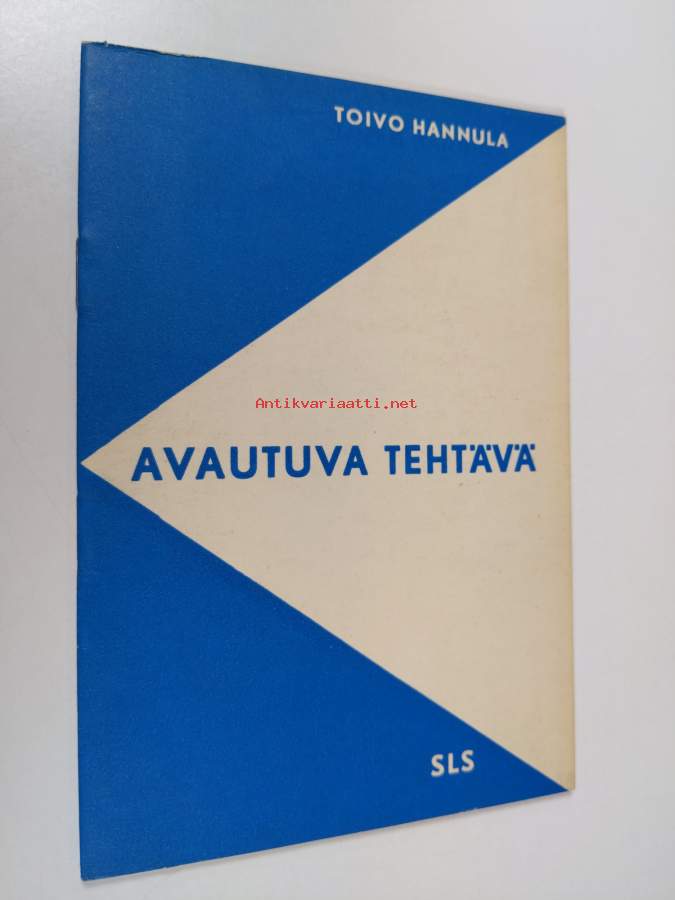 TOIVO HANNULA
Antikvariaatti.net
AVAUTUVA TEHTÄVÄ
SLS